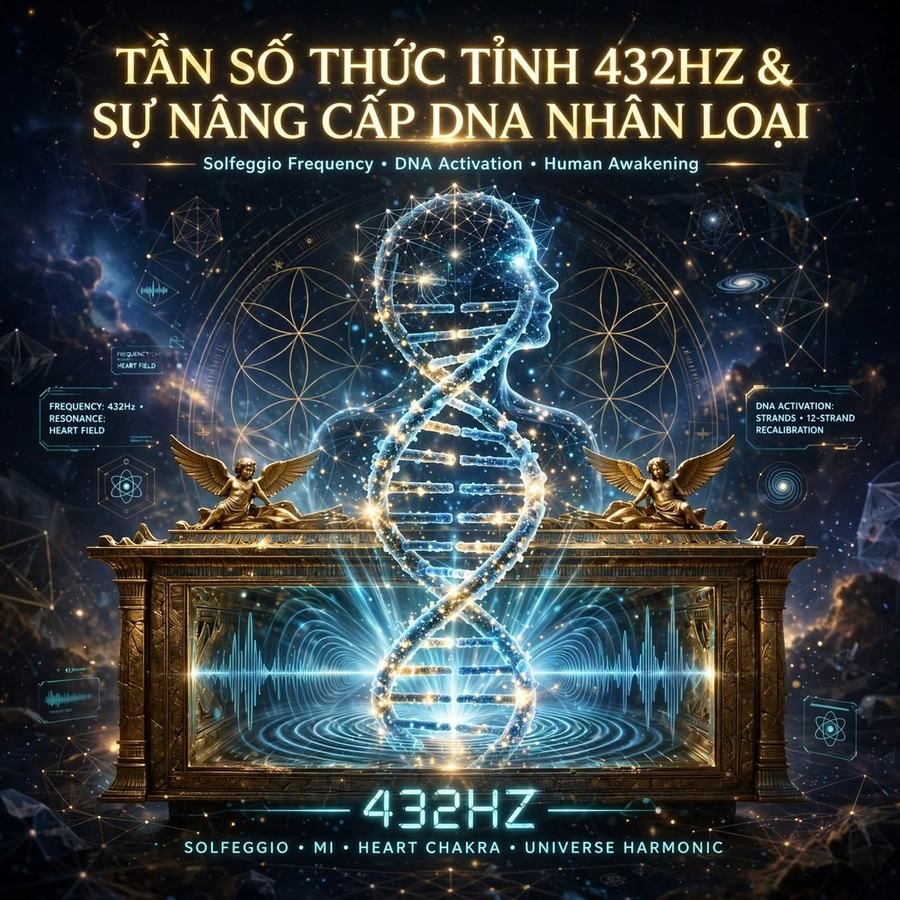 TẦN SỐ THỨC TỈNH 432HZ &
SỰ NÂNG CẤP DNA NHÂN LOẠI
Solfeggio Frequency • DNA Activation • Human Awakening
HEART FIELD
FREQUENCY: 432Hz •
RESONANCE:
HEART FIELD
DNA ACTIVATION:
STRANDS • 12-STRAND
RECALIBRATION
432HZ
SOLFEGGIO • MI • HEART CHAKRA • UNIVERSE HARMONIC